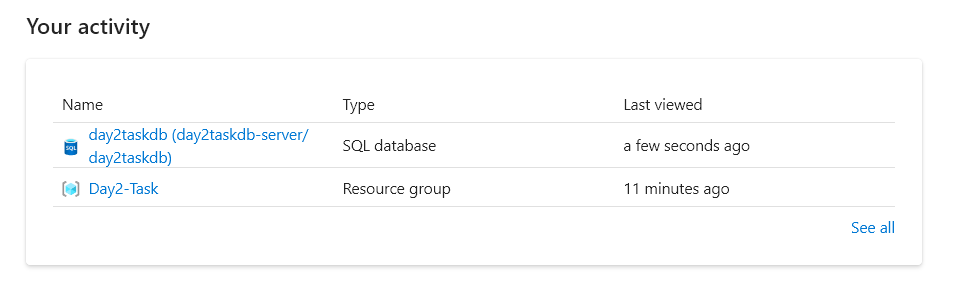 Your activity
Name Type Last viewed
day2taskdb (day2taskdb-server/
day2taskdb) SQL database a few seconds ago
SQL
Day2-Task Resource group 11 minutes ago
See all